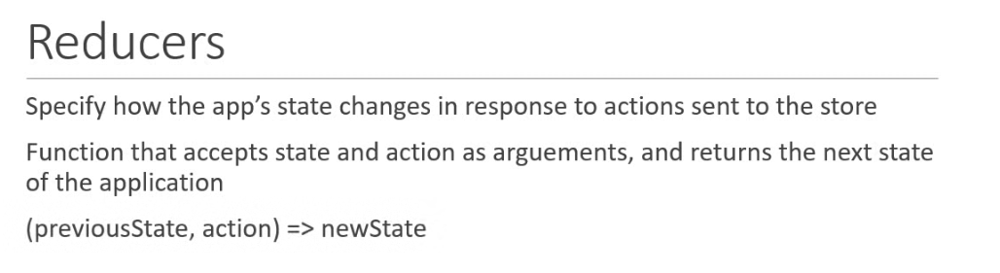 Reducers
Specify how the app’s state changes in response to actions sent to the store
Function that accepts state and action as arguements, and returns the next state
of the application
(previousState, action) => newState